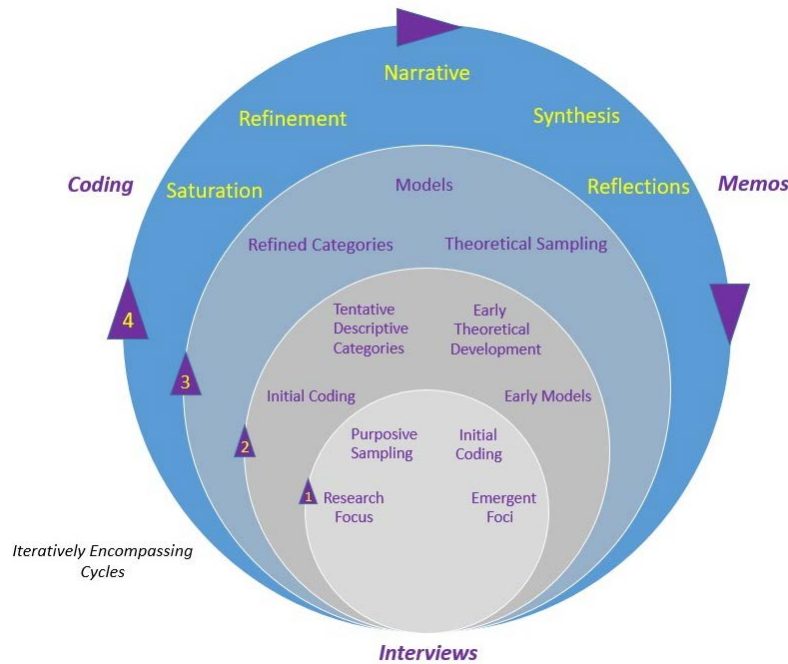 Narrative
Refinement
Synthesis
Coding
Saturation
Models
Reflections
Memos
Refined Categories
Theoretical Sampling
Tentative
Descriptive
Categories
Early
Theoretical
Development
4
3
Initial Coding
Early Models
2
Purposive
Sampling
Initial
Coding
1
Research
Focus
Emergent
Foci
Iteratively Encompassing
Cycles
Interviews